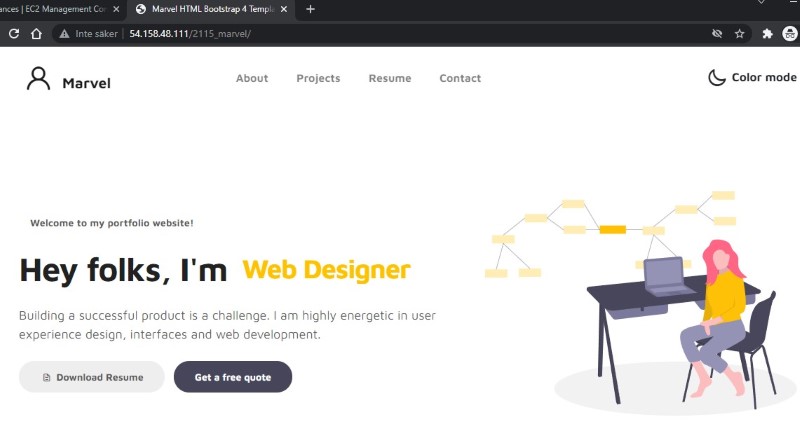 ances | EC2 Management Con
Marvel HTML Bootstrap 4 Templa
Inte säker
54.158.48.111/2115_marvel/
Marvel
About
Projects
Resume
Contact
Color mode
Welcome to my portfolio website!
Hey folks, I'm Web Designer
Building a successful product is a challenge. I am highly energetic in user
experience design, interfaces and web development.
Download Resume
Get a free quote